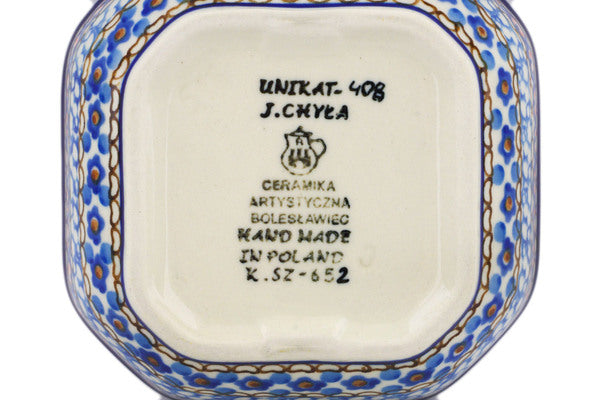 UNIKAT-408
J.CHYŁA
CERAMIKA
ARTYSTYCZNA
BOLESŁAWIEC
HAND MADE
IN POLAND
K.SZ-652